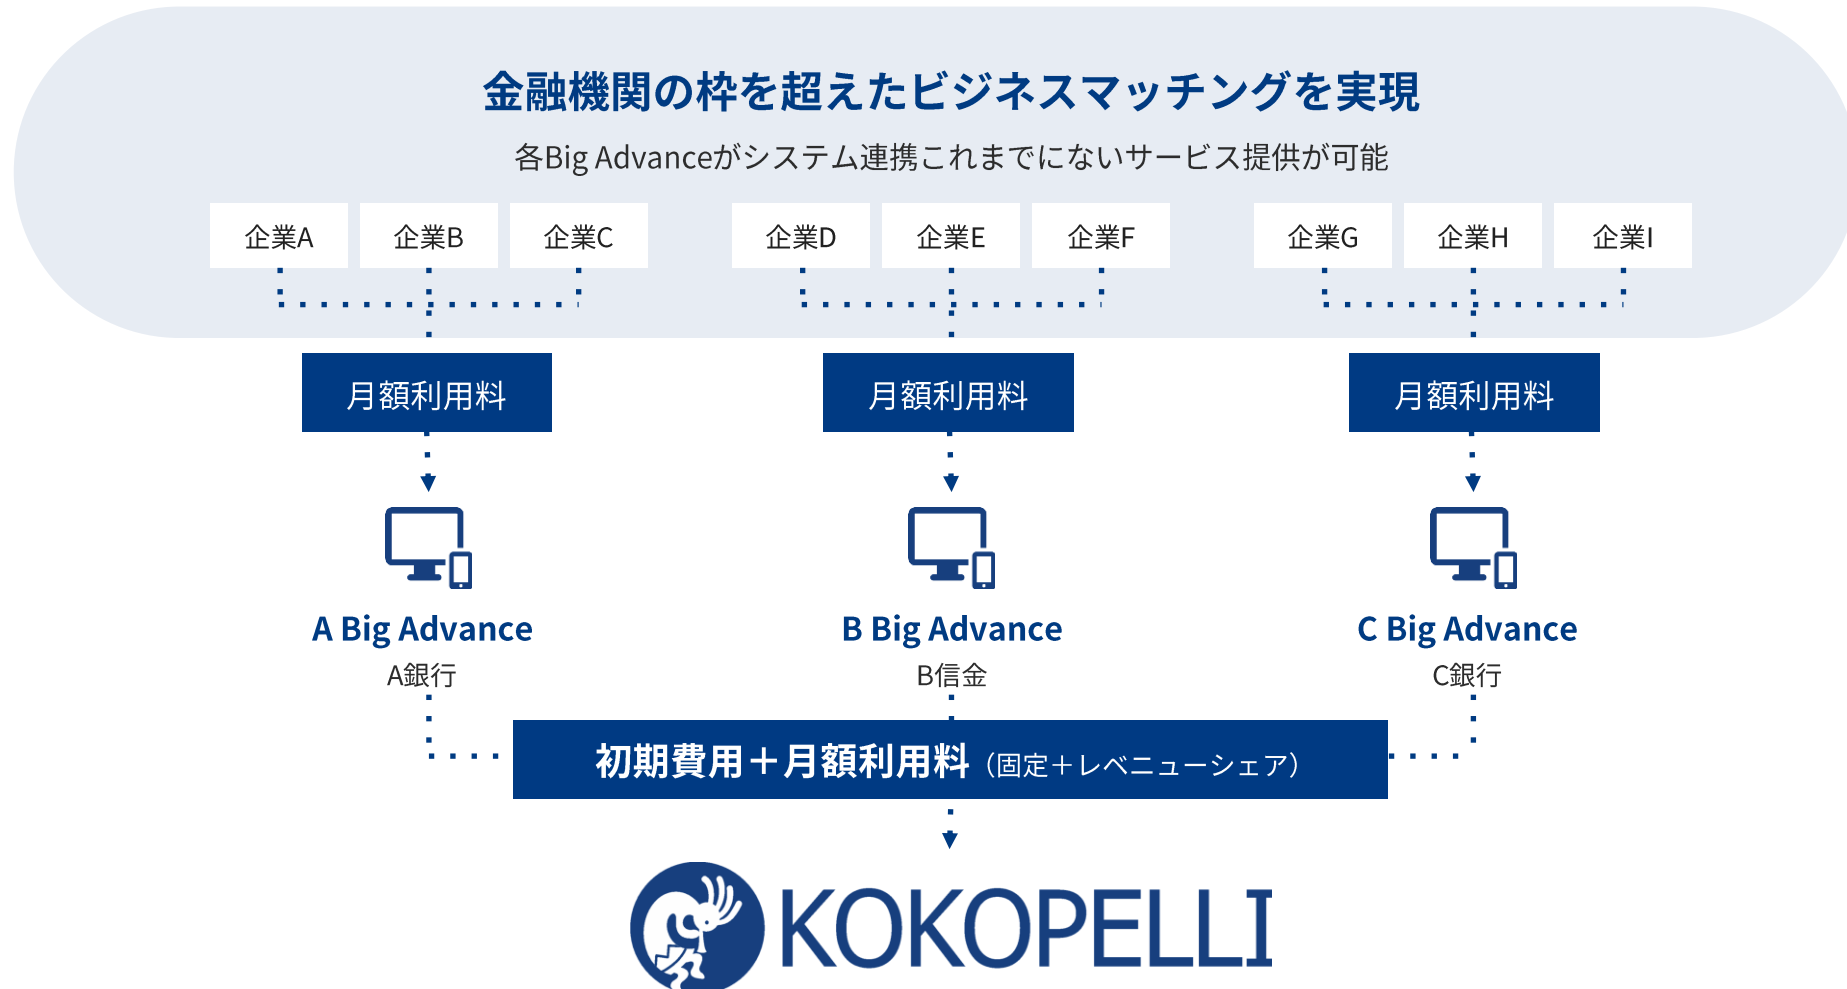 金融機関の枠を超えたビジネスマッチングを実現
各Big Advanceがシステム連携これまでにないサービス提供が可能
企業A 企業B 企業C 企業D 企業E 企業F 企業G 企業H 企業I
月額利用料 月額利用料 月額利用料
A Big Advance B Big Advance C Big Advance
A銀行 B信金 C銀行
初期費用＋月額利用料（固定＋レベニューシェア）
KOKOPELLI